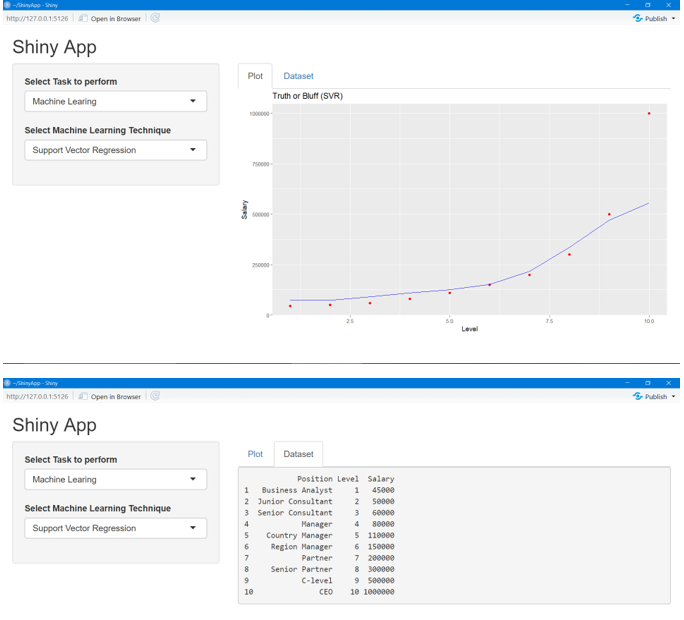 ~/ShinyApp - Shiny
http://127.0.0.1:5126 Open in Browser Publish
Shiny App
Select Task to perform
Machine Learing
Select Machine Learning Technique
Support Vector Regression
Plot Dataset
Truth or Bluff (SVR)
1000000
750000
500000
250000
0
Salary
2.5 5.0 7.5 10.0
Level
~/ShinyApp - Shiny
http://127.0.0.1:5126 Open in Browser Publish
Shiny App
Select Task to perform
Machine Learing
Select Machine Learning Technique
Support Vector Regression
Plot Dataset
Position Level Salary
1 Business Analyst 1 45000
2 Junior Consultant 2 50000
3 Senior Consultant 3 60000
4 Manager 4 80000
5 Country Manager 5 110000
6 Region Manager 6 150000
7 Partner 7 200000
8 Senior Partner 8 300000
9 C-level 9 500000
10 CEO 10 1000000